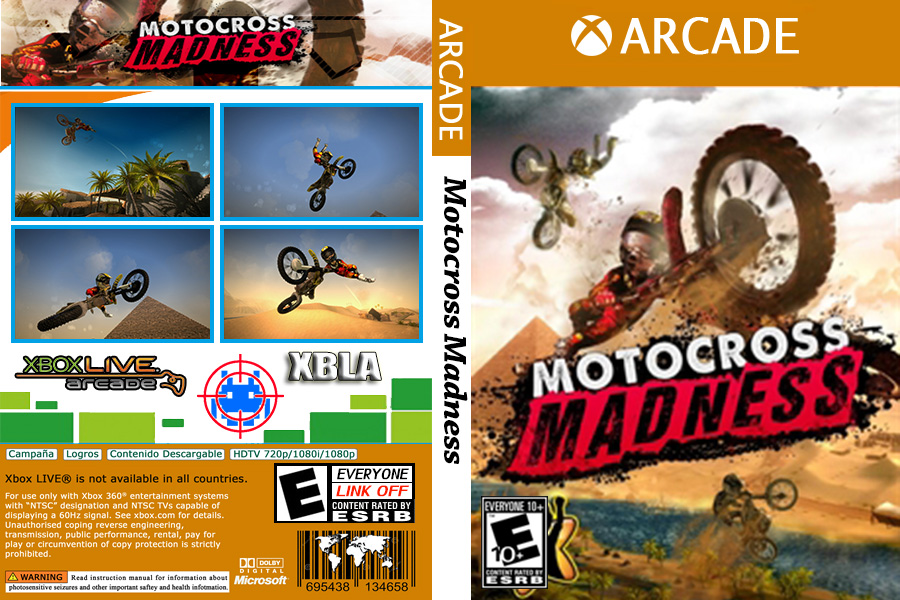 MOTOCROSS
MADNESS
XBOX LIVE.
arcade
XBLA
Campaña Logros Contenido Descargable HDTV 720p/1080i/1080p
Xbox LIVE® is not available in all countries.
For use only with Xbox 360® entertainment systems
with “NTSC” designation and NTSC TVs capable of
displaying a 60Hz signal. See xbox.com for details.
Unauthorised coping reverse engineering,
transmission, public performance, rental, pay for
play or circumvention of copy protection is strictly
prohibited.
WARNING Read instruction manual for information about
photosensitive seizures and other important saftey and health infotmation.
E
EVERYONE
LINK OFF
CONTENT RATED BY
ESRB
DOLBY
DIGITAL
Microsoft
695438 134658
ARCADE
Motocross Madness
ARCADE
MOTOCROSS
MADNESS
EVERYONE 10+
E
10+
CONTENT RATED BY
ESRB